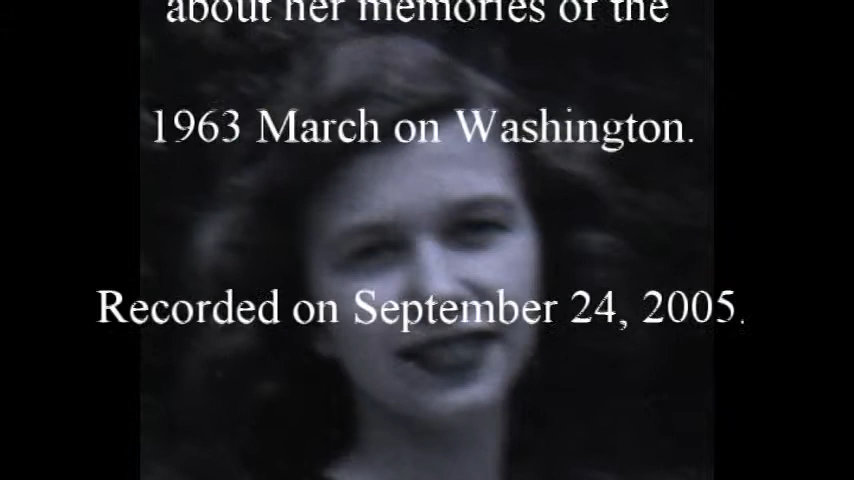 about her memories of the
1963 March on Washington.
Recorded on September 24, 2005.